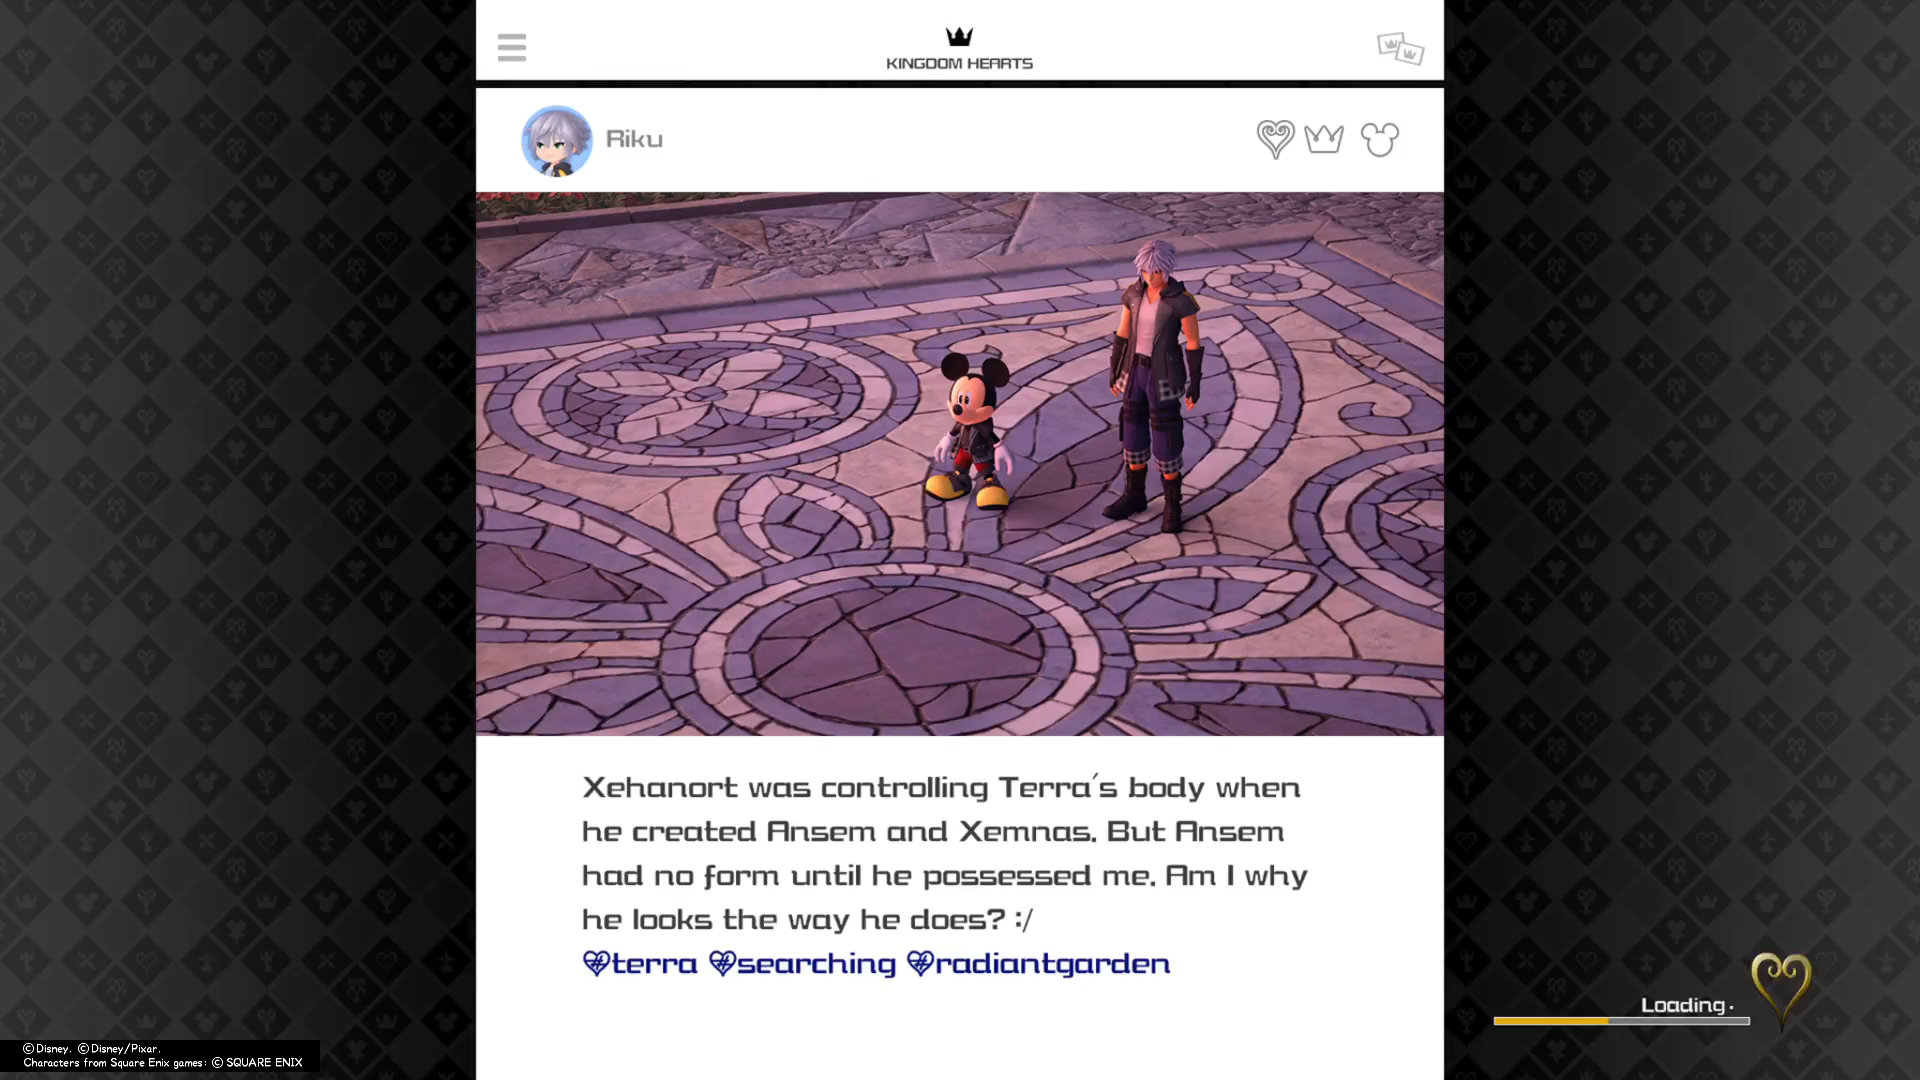 KINGDOM HEARTS
Riku
Xehanort was controlling Terra's body when
he created Ansem and Xemnas. But Ansem
had no form until he possessed me. Am I why
he looks the way he does? :/
#terra #searching #radiantgarden
Loading.
©Disney. ©Disney/Pixar.
Characters from Square Enix games: © SQUARE ENIX